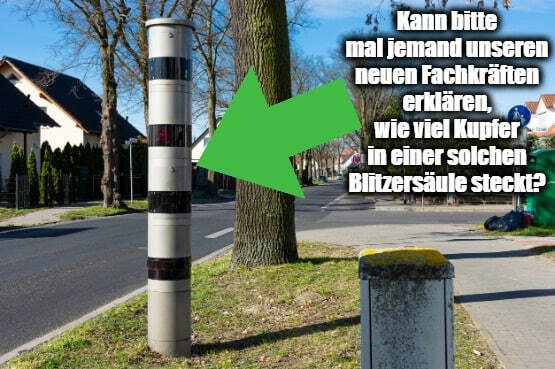 Kann bitte
mal jemand unseren
neuen Fachkräften
erklären,
wie viel Kupfer
in einer solchen
Blitzersäule steckt?